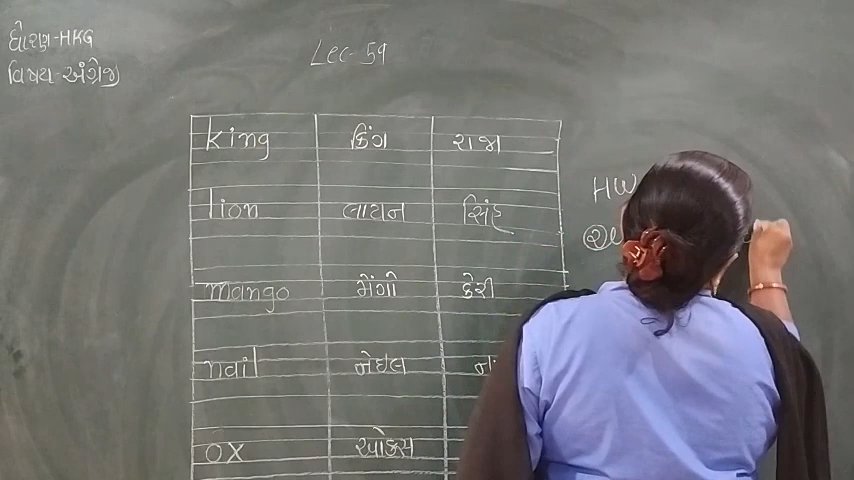 ધોરણ-HKG
વિષય-અંગ્રેજી
Lec-59
king કિંગ રાજા
lion લાયન સિંહ
mango મેંગો કેરી
nail નેઇલ
ox ઓક્સ
HW